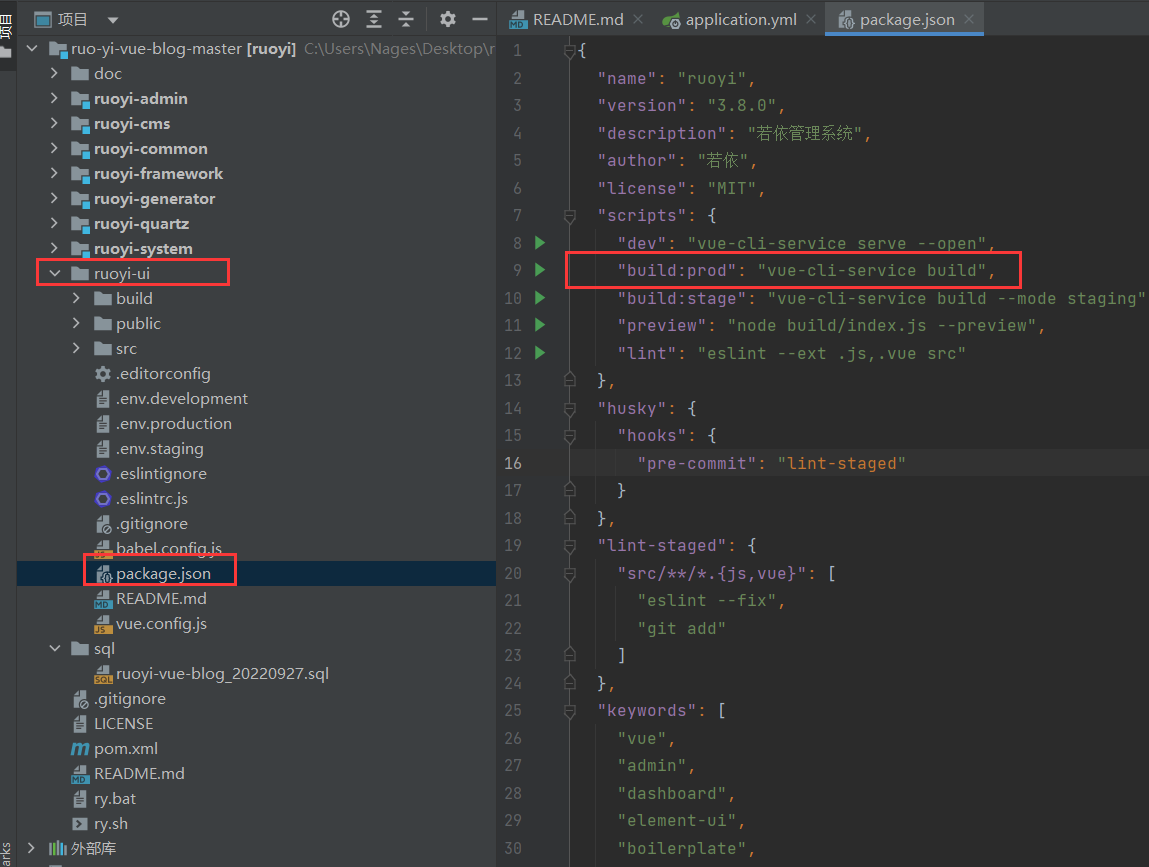 项目
项目
ruo-yi-vue-blog-master [ruoyi] C:\Users\Nages\Desktop\r
doc
ruoyi-admin
ruoyi-cms
ruoyi-common
ruoyi-framework
ruoyi-generator
ruoyi-quartz
ruoyi-system
ruoyi-ui
build
public
src
.editorconfig
.env.development
.env.production
.env.staging
.eslintignore
.eslintrc.js
.gitignore
babel.config.js
package.json
README.md
vue.config.js
sql
ruoyi-vue-blog_20220927.sql
.gitignore
LICENSE
pom.xml
README.md
ry.bat
ry.sh
外部库
arks
README.md
application.yml
package.json
1 {
2 "name": "ruoyi",
3 "version": "3.8.0",
4 "description": "若依管理系统",
5 "author": "若依",
6 "license": "MIT",
7 "scripts": {
8 "dev": "vue-cli-service serve --open",
9 "build:prod": "vue-cli-service build",
10 "build:stage": "vue-cli-service build --mode staging"
11 "preview": "node build/index.js --preview",
12 "lint": "eslint --ext .js,.vue src"
13 },
14 "husky": {
15 "hooks": {
16 "pre-commit": "lint-staged"
17 }
18 },
19 "lint-staged": {
20 "src/**/*.{js,vue}": [
21 "eslint --fix",
22 "git add"
23 ]
24 },
25 "keywords": [
26 "vue",
27 "admin",
28 "dashboard",
29 "element-ui",
30 "boilerplate",